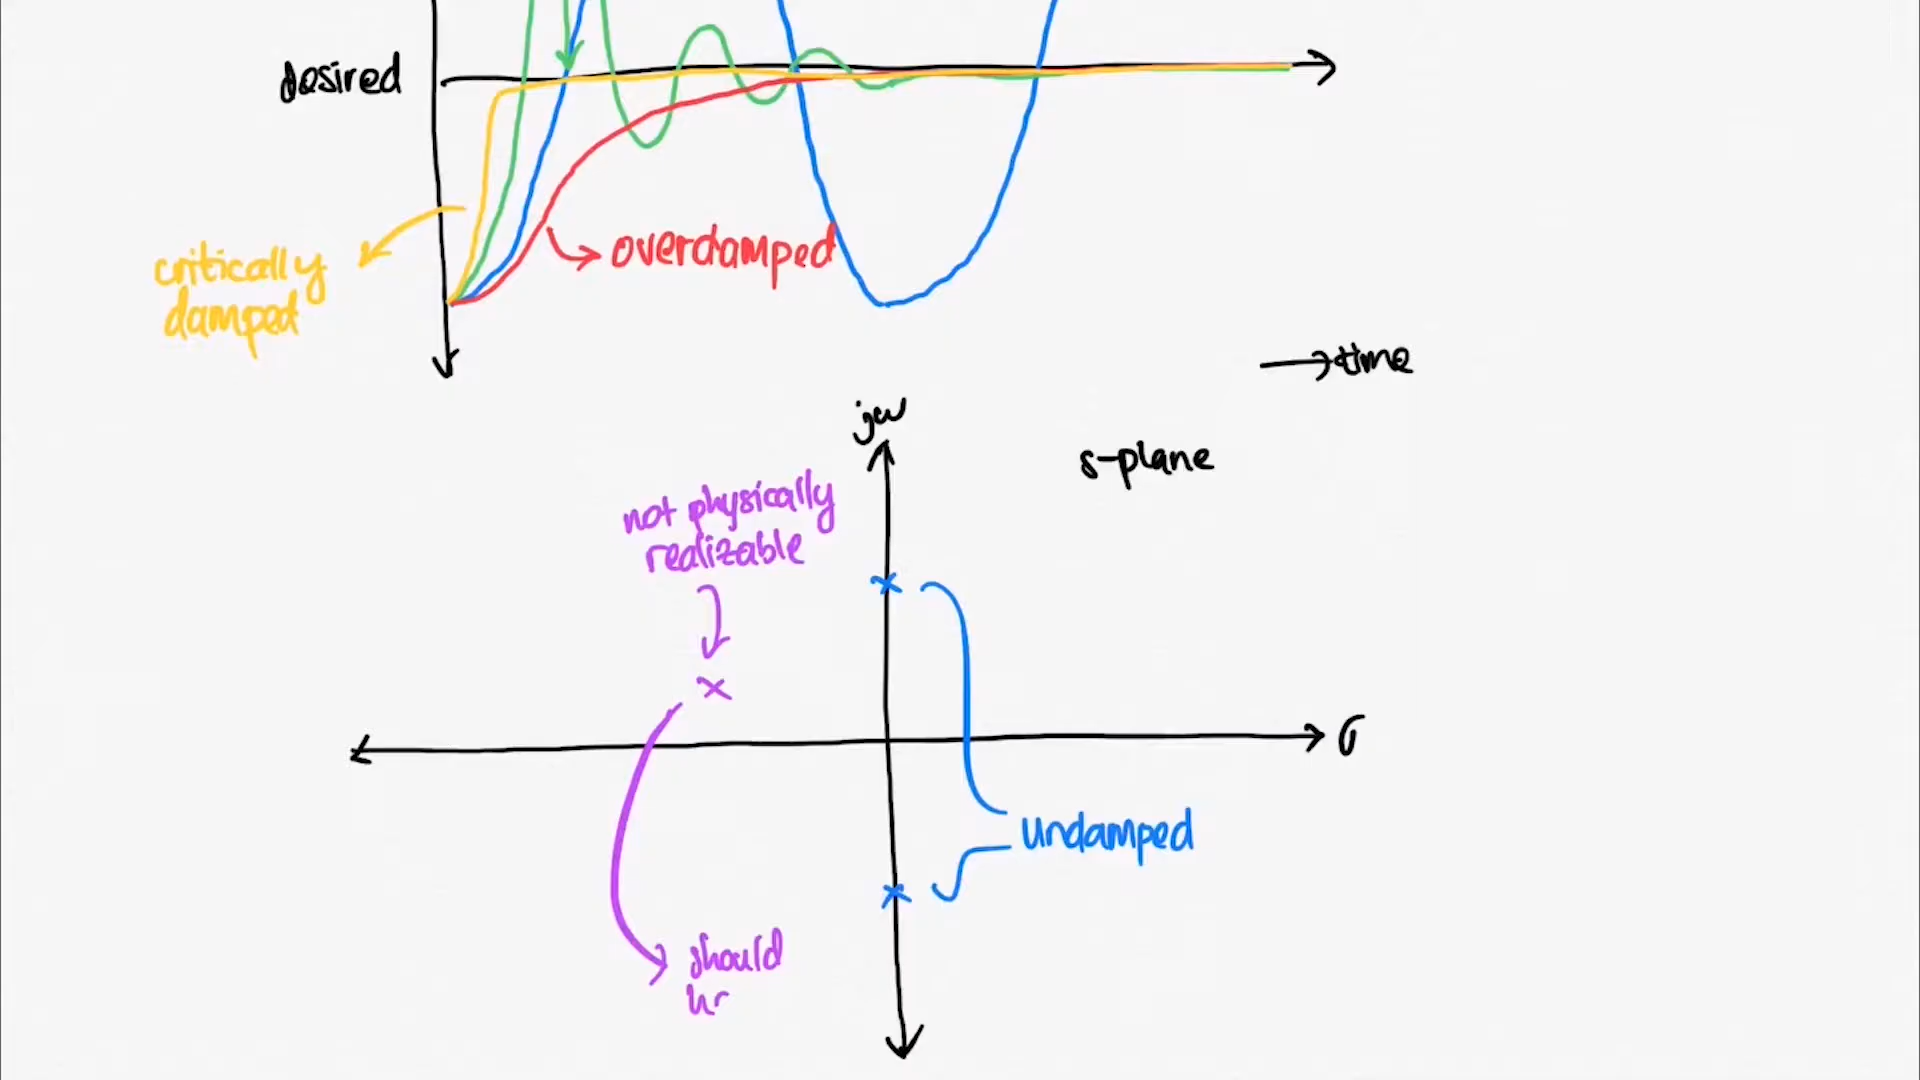 desired
overdamped
critically
damped
time
jω
s-plane
not physically
realizable
σ
undamped
should